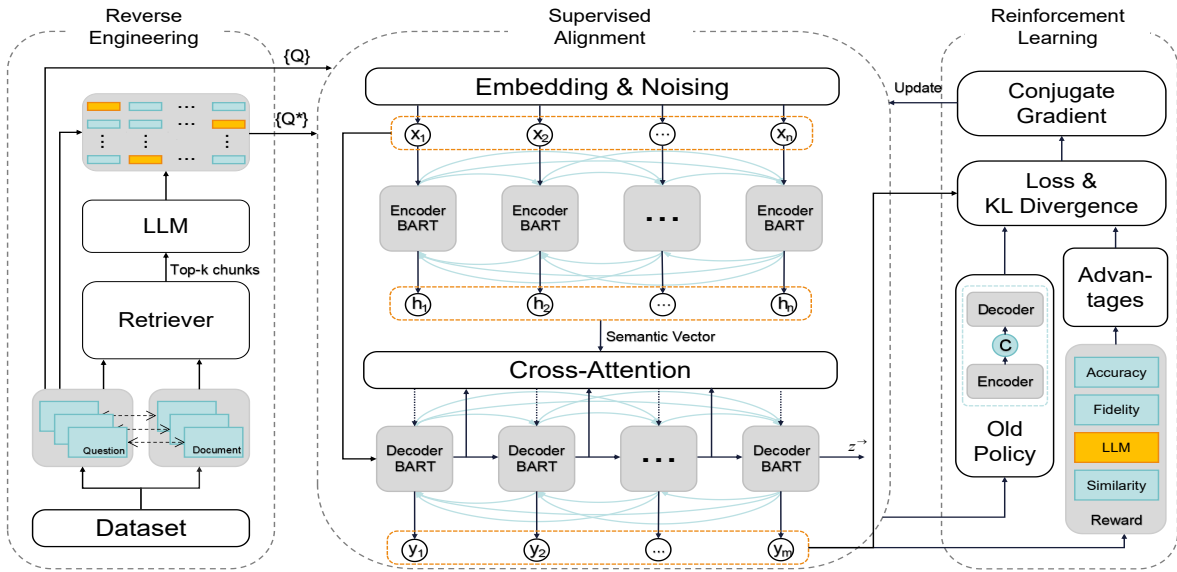 Reverse
Engineering
{Q}
{Q*}
LLM
Top-k chunks
Retriever
Question
Document
Dataset
Supervised
Alignment
Embedding & Noising
x1 x2 ... xn
Encoder
BART
Encoder
BART
...
Encoder
BART
h1 h2 ... hn
Semantic Vector
Cross-Attention
Decoder
BART
Decoder
BART
...
Decoder
BART
z→
y1 y2 ... ym
Reinforcement
Learning
Update
Conjugate
Gradient
Loss &
KL Divergence
Decoder
C
Encoder
Old
Policy
Advan-
tages
Accuracy
Fidelity
LLM
Similarity
Reward